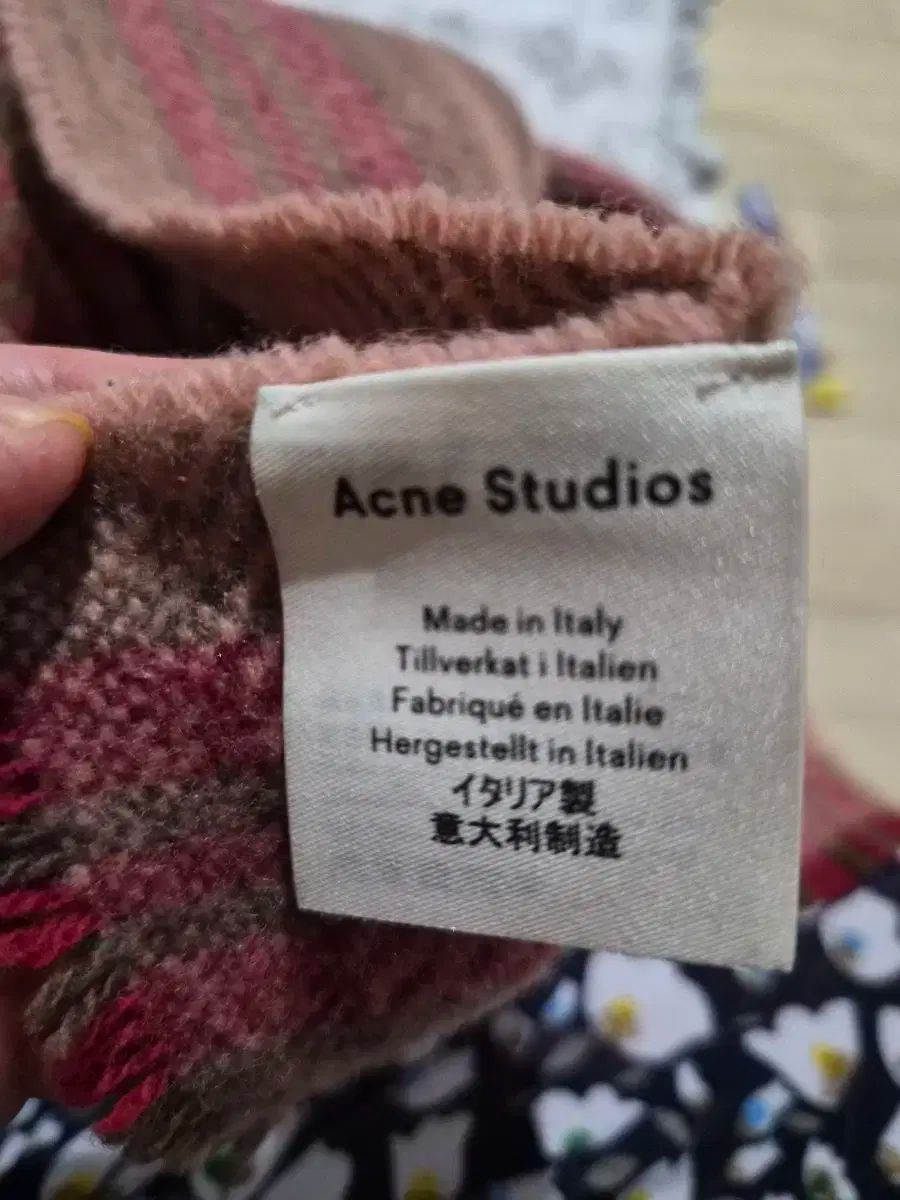 Acne Studios
Made in Italy
Tillverkat i Italien
Fabriqué en Italie
Hergestellt in Italien
イタリア製
意大利制造